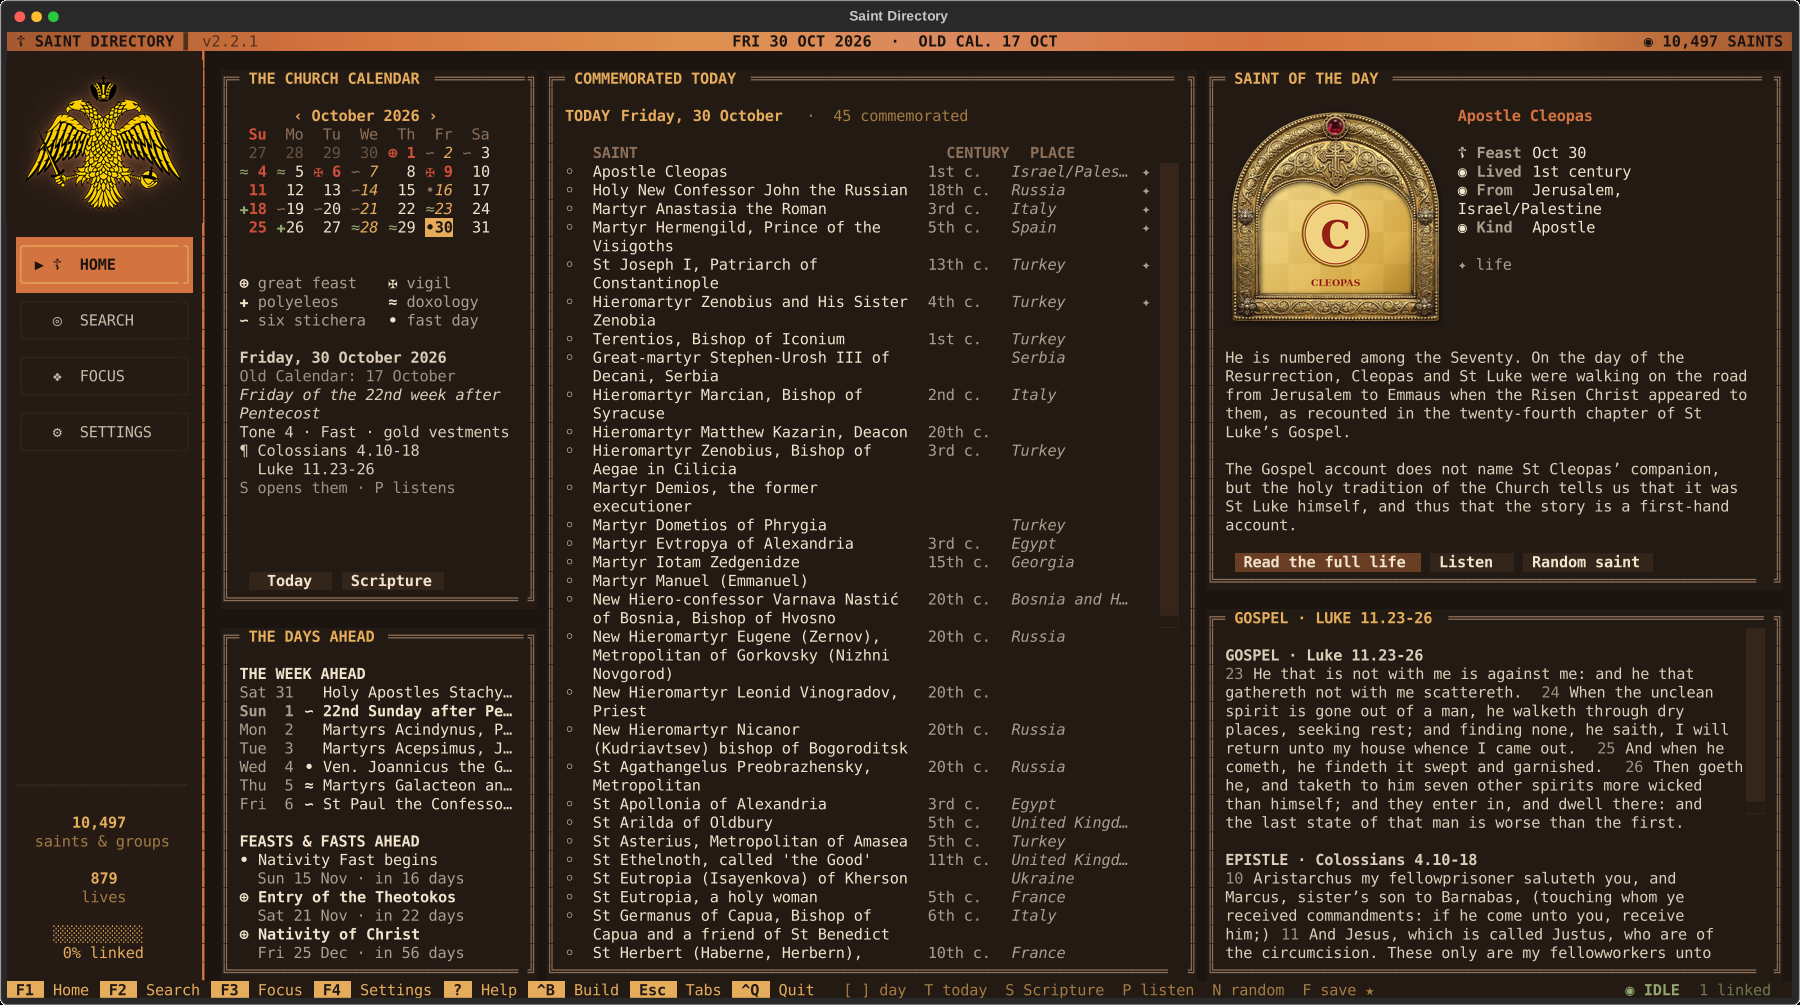 Saint Directory
☦ SAINT DIRECTORY v2.2.1
FRI 30 OCT 2026 · OLD CAL. 17 OCT
◉ 10,497 SAINTS
▶ ☦ HOME
◎ SEARCH
❖ FOCUS
⚙ SETTINGS
10,497
saints & groups
879
lives
0% linked
THE CHURCH CALENDAR
‹ October 2026 ›
Su Mo Tu We Th Fr Sa
27 28 29 30 ⊕ 1 ∽ 2 ∽ 3
≈ 4 ≈ 5 ✠ 6 ∽ 7 8 ✠ 9 10
11 12 13 ∽14 15 •16 17
+18 ∽19 ∽20 ∽21 22 ≈23 24
25 +26 27 ≈28 ≈29 •30 31
⊕ great feast ✠ vigil
+ polyeleos ≈ doxology
∽ six stichera • fast day
Friday, 30 October 2026
Old Calendar: 17 October
Friday of the 22nd week after
Pentecost
Tone 4 · Fast · gold vestments
¶ Colossians 4.10-18
Luke 11.23-26
S opens them · P listens
Today Scripture
THE DAYS AHEAD
THE WEEK AHEAD
Sat 31 Holy Apostles Stachy…
Sun 1 ∽ 22nd Sunday after Pe…
Mon 2 Martyrs Acindynus, P…
Tue 3 Martyrs Acepsimus, J…
Wed 4 • Ven. Joannicus the G…
Thu 5 ≈ Martyrs Galacteon an…
Fri 6 ∽ St Paul the Confesso…
FEASTS & FASTS AHEAD
• Nativity Fast begins
Sun 15 Nov · in 16 days
⊕ Entry of the Theotokos
Sat 21 Nov · in 22 days
⊕ Nativity of Christ
Fri 25 Dec · in 56 days
COMMEMORATED TODAY
TODAY Friday, 30 October · 45 commemorated
SAINT CENTURY PLACE
Apostle Cleopas 1st c. Israel/Pales… ✦
Holy New Confessor John the Russian 18th c. Russia ✦
Martyr Anastasia the Roman 3rd c. Italy ✦
Martyr Hermengild, Prince of the 5th c. Spain ✦
Visigoths
St Joseph I, Patriarch of 13th c. Turkey ✦
Constantinople
Hieromartyr Zenobius and His Sister 4th c. Turkey ✦
Zenobia
Terentios, Bishop of Iconium 1st c. Turkey
Great-martyr Stephen-Urosh III of Serbia
Decani, Serbia
Hieromartyr Marcian, Bishop of 2nd c. Italy
Syracuse
Hieromartyr Matthew Kazarin, Deacon 20th c.
Hieromartyr Zenobius, Bishop of 3rd c. Turkey
Aegae in Cilicia
Martyr Demios, the former
executioner
Martyr Dometios of Phrygia Turkey
Martyr Evtropya of Alexandria 3rd c. Egypt
Martyr Iotam Zedgenidze 15th c. Georgia
Martyr Manuel (Emmanuel)
New Hiero-confessor Varnava Nastić 20th c. Bosnia and H…
of Bosnia, Bishop of Hvosno
New Hieromartyr Eugene (Zernov), 20th c. Russia
Metropolitan of Gorkovsky (Nizhni
Novgorod)
New Hieromartyr Leonid Vinogradov, 20th c.
Priest
New Hieromartyr Nicanor 20th c. Russia
(Kudriavtsev) bishop of Bogoroditsk
St Agathangelus Preobrazhensky, 20th c. Russia
Metropolitan
St Apollonia of Alexandria 3rd c. Egypt
St Arilda of Oldbury 5th c. United Kingd…
St Asterius, Metropolitan of Amasea 5th c. Turkey
St Ethelnoth, called 'the Good' 11th c. United Kingd…
St Eutropia (Isayenkova) of Kherson Ukraine
St Eutropia, a holy woman 5th c. France
St Germanus of Capua, Bishop of 6th c. Italy
Capua and a friend of St Benedict
St Herbert (Haberne, Herbern), 10th c. France
SAINT OF THE DAY
C
CLEOPAS
Apostle Cleopas
☦ Feast Oct 30
◉ Lived 1st century
◉ From Jerusalem,
Israel/Palestine
◉ Kind Apostle
✦ life
He is numbered among the Seventy. On the day of the
Resurrection, Cleopas and St Luke were walking on the road
from Jerusalem to Emmaus when the Risen Christ appeared to
them, as recounted in the twenty-fourth chapter of St
Luke’s Gospel.
The Gospel account does not name St Cleopas’ companion,
but the holy tradition of the Church tells us that it was
St Luke himself, and thus that the story is a first-hand
account.
Read the full life Listen Random saint
GOSPEL · LUKE 11.23-26
GOSPEL · Luke 11.23-26
23 He that is not with me is against me: and he that
gathereth not with me scattereth. 24 When the unclean
spirit is gone out of a man, he walketh through dry
places, seeking rest; and finding none, he saith, I will
return unto my house whence I came out. 25 And when he
cometh, he findeth it swept and garnished. 26 Then goeth
he, and taketh to him seven other spirits more wicked
than himself; and they enter in, and dwell there: and
the last state of that man is worse than the first.
EPISTLE · Colossians 4.10-18
10 Aristarchus my fellowprisoner saluteth you, and
Marcus, sister’s son to Barnabas, (touching whom ye
received commandments: if he come unto you, receive
him;) 11 And Jesus, which is called Justus, who are of
the circumcision. These only are my fellowworkers unto
F1 Home F2 Search F3 Focus F4 Settings ? Help ^B Build Esc Tabs ^Q Quit [ ] day T today S Scripture P listen N random F save ★
◉ IDLE 1 linked